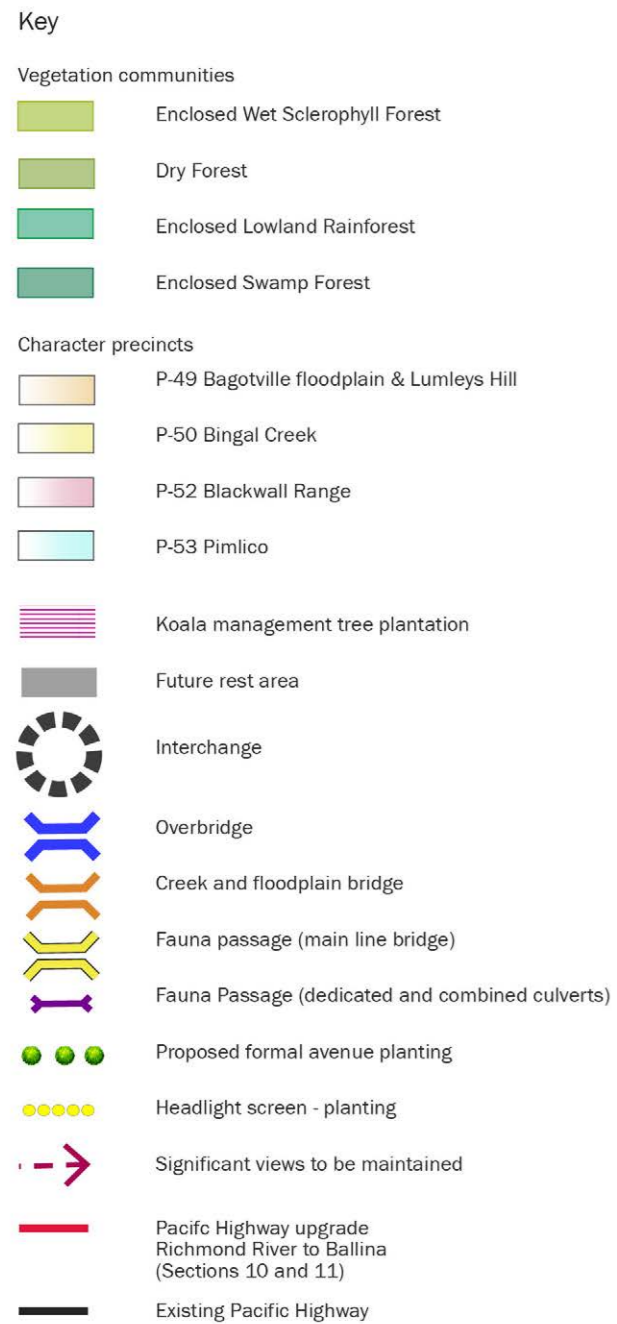 Key
Vegetation communities
Enclosed Wet Sclerophyll Forest
Dry Forest
Enclosed Lowland Rainforest
Enclosed Swamp Forest
Character precincts
P-49 Bagotville floodplain & Lumleys Hill
P-50 Bingal Creek
P-52 Blackwall Range
P-53 Pimlico
Koala management tree plantation
Future rest area
Interchange
Overbridge
Creek and floodplain bridge
Fauna passage (main line bridge)
Fauna Passage (dedicated and combined culverts)
Proposed formal avenue planting
Headlight screen - planting
Significant views to be maintained
Pacifc Highway upgrade
Richmond River to Ballina
(Sections 10 and 11)
Existing Pacific Highway